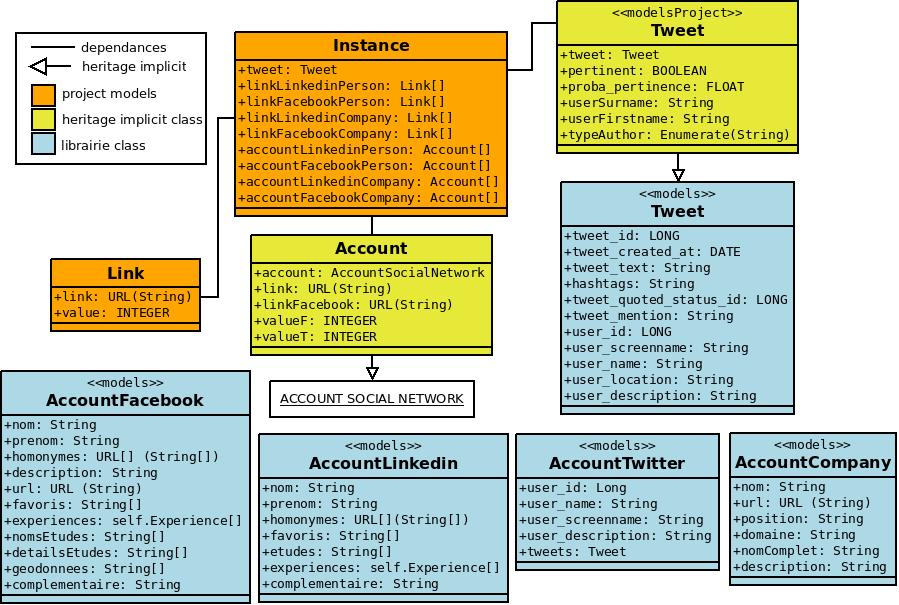 dependances
heritage implicit
project models
heritage implicit class
librairie class
Instance
+tweet: Tweet
+linkLinkedinPerson: Link[]
+linkFacebookPerson: Link[]
+linkLinkedinCompany: Link[]
+linkFacebookCompany: Link[]
+accountLinkedinPerson: Account[]
+accountFacebookPerson: Account[]
+accountLinkedinCompany: Account[]
+accountFacebookCompany: Account[]
<<modelsProject>>
Tweet
+tweet: Tweet
+pertinent: BOOLEAN
+proba_pertinence: FLOAT
+userSurname: String
+userFirstname: String
+typeAuthor: Enumerate(String)
<<models>>
Tweet
+tweet_id: LONG
+tweet_created_at: DATE
+tweet_text: String
+hashtags: String
+tweet_quoted_status_id: LONG
+tweet_mention: String
+user_id: LONG
+user_screenname: String
+user_name: String
+user_location: String
+user_description: String
Link
+link: URL(String)
+value: INTEGER
Account
+account: AccountSocialNetwork
+link: URL(String)
+linkFacebook: URL(String)
+valueF: INTEGER
+valueT: INTEGER
ACCOUNT SOCIAL NETWORK
<<models>>
AccountFacebook
+nom: String
+prenom: String
+homonymes: URL[] (String[])
+description: String
+url: URL (String)
+favoris: String[]
+experiences: self.Experience[]
+nomsEtudes: String[]
+detailsEtudes: String[]
+geodonnees: String[]
+complementaire: String
<<models>>
AccountLinkedin
+nom: String
+prenom: String
+homonymes: URL[](String[])
+favoris: String[]
+etudes: String[]
+experiences: self.Experience[]
+complementaire: String
<<models>>
AccountTwitter
+user_id: Long
+user_name: String
+user_screenname: String
+user_description: String
+tweets: Tweet
<<models>>
AccountCompany
+nom: String
+url: URL (String)
+position: String
+domaine: String
+nomComplet: String
+description: String